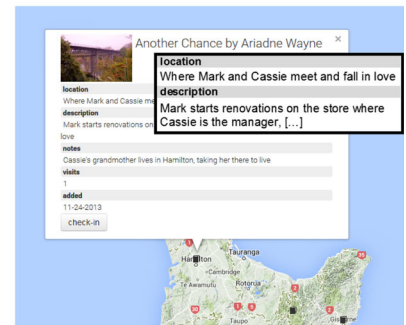 Another Chance by Ariadne Wayne
×
location
Where Mark and Cassie meet and fall in love
description
Mark starts renovations on the store where
Cassie is the manager, [...]
location
Where Mark and Cassie me
description
Mark starts renovations on
love
notes
Cassie's grandmother lives in Hamilton, taking her there to live
visits
1
added
11-24-2013
check-in
Tauranga
Hamilton
Cambridge
Te Awamutu
Rotorua
Taupo